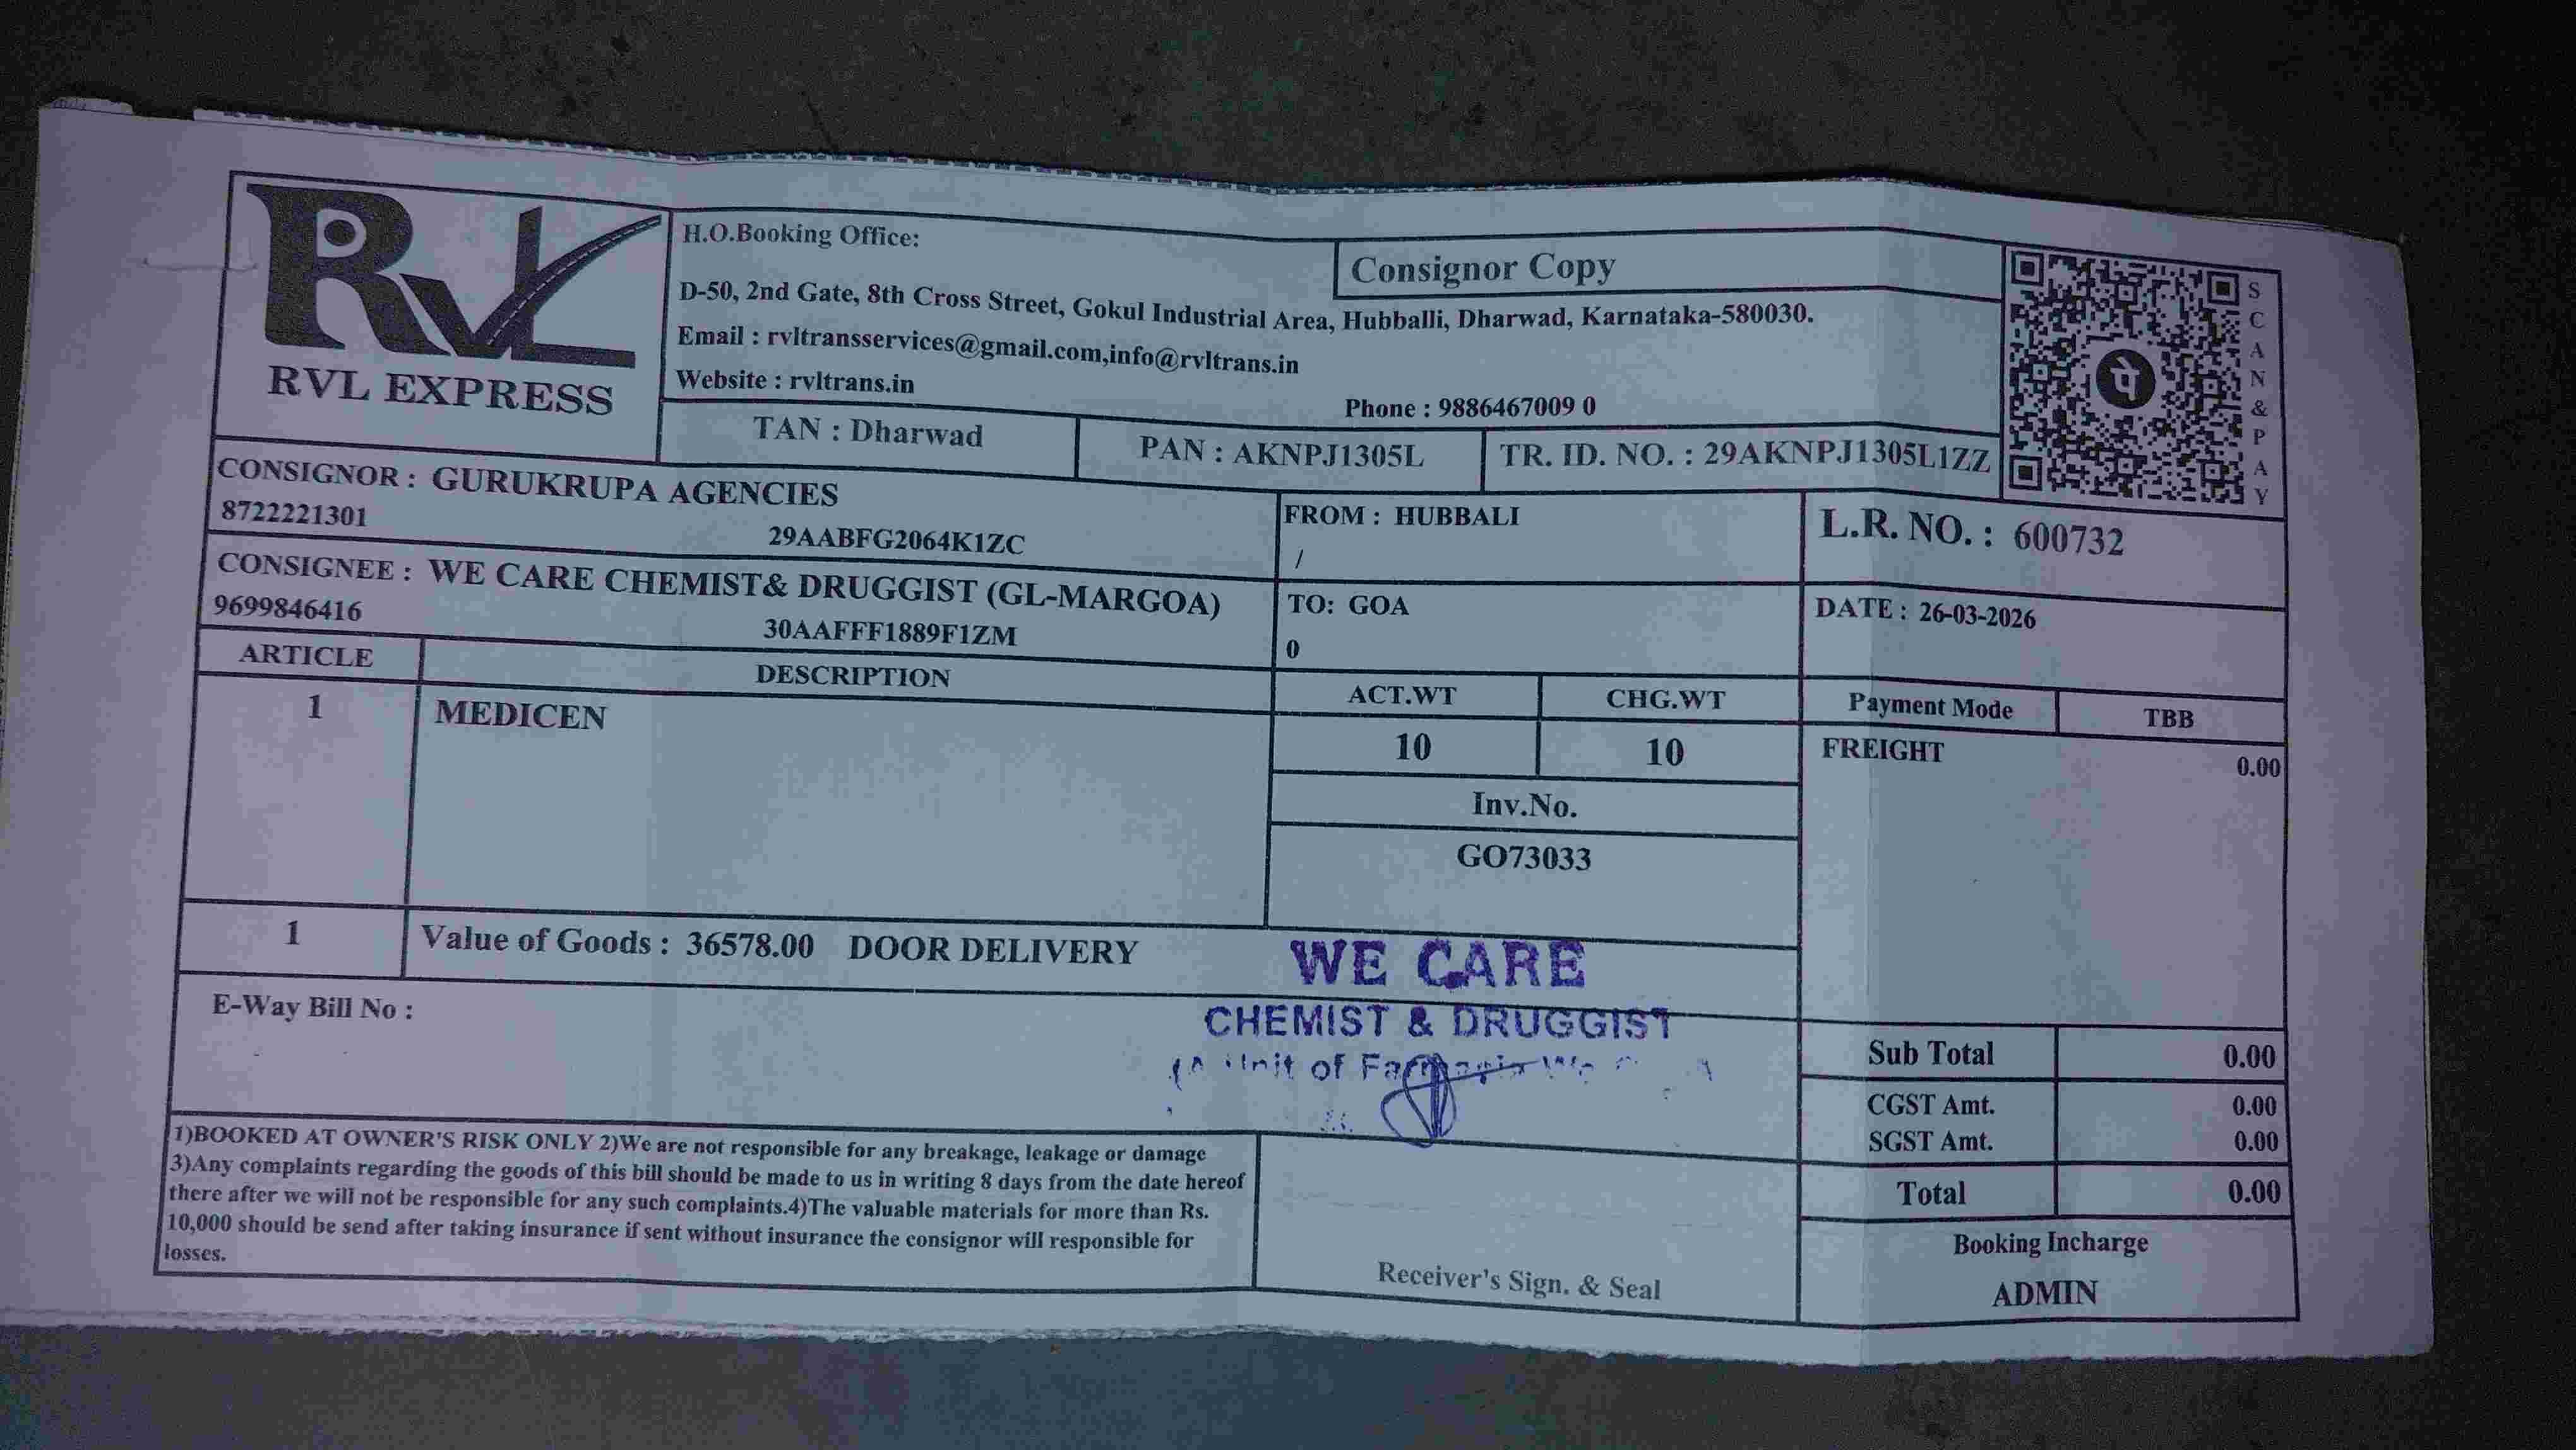 RVL
RVL EXPRESS
H.O.Booking Office:
Consignor Copy
D-50, 2nd Gate, 8th Cross Street, Gokul Industrial Area, Hubballi, Dharwad, Karnataka-580030.
Email : rvltransservices@gmail.com,info@rvltrans.in
Website : rvltrans.in
Phone : 9886467009 0
TAN : Dharwad
PAN : AKNPJ1305L
TR. ID. NO. : 29AKNPJ1305L1ZZ
पे
SCAN&PAY
CONSIGNOR : GURUKRUPA AGENCIES
8722221301
29AABFG2064K1ZC
FROM : HUBBALI
/
L.R. NO. : 600732
CONSIGNEE : WE CARE CHEMIST& DRUGGIST (GL-MARGOA)
9699846416
30AAFFF1889F1ZM
TO: GOA
0
DATE : 26-03-2026
ARTICLE
DESCRIPTION
ACT.WT
CHG.WT
Payment Mode
TBB
1
MEDICEN
10
10
FREIGHT
0.00
Inv.No.
GO73033
1
Value of Goods : 36578.00 DOOR DELIVERY
E-Way Bill No :
WE CARE
CHEMIST & DRUGGIST
Unit of
Sub Total
0.00
CGST Amt.
0.00
SGST Amt.
0.00
Total
0.00
1)BOOKED AT OWNER'S RISK ONLY 2)We are not responsible for any breakage, leakage or damage
3)Any complaints regarding the goods of this bill should be made to us in writing 8 days from the date hereof
there after we will not be responsible for any such complaints.4)The valuable materials for more than Rs.
10,000 should be send after taking insurance if sent without insurance the consignor will responsible for
losses.
Receiver's Sign. & Seal
Booking Incharge
ADMIN